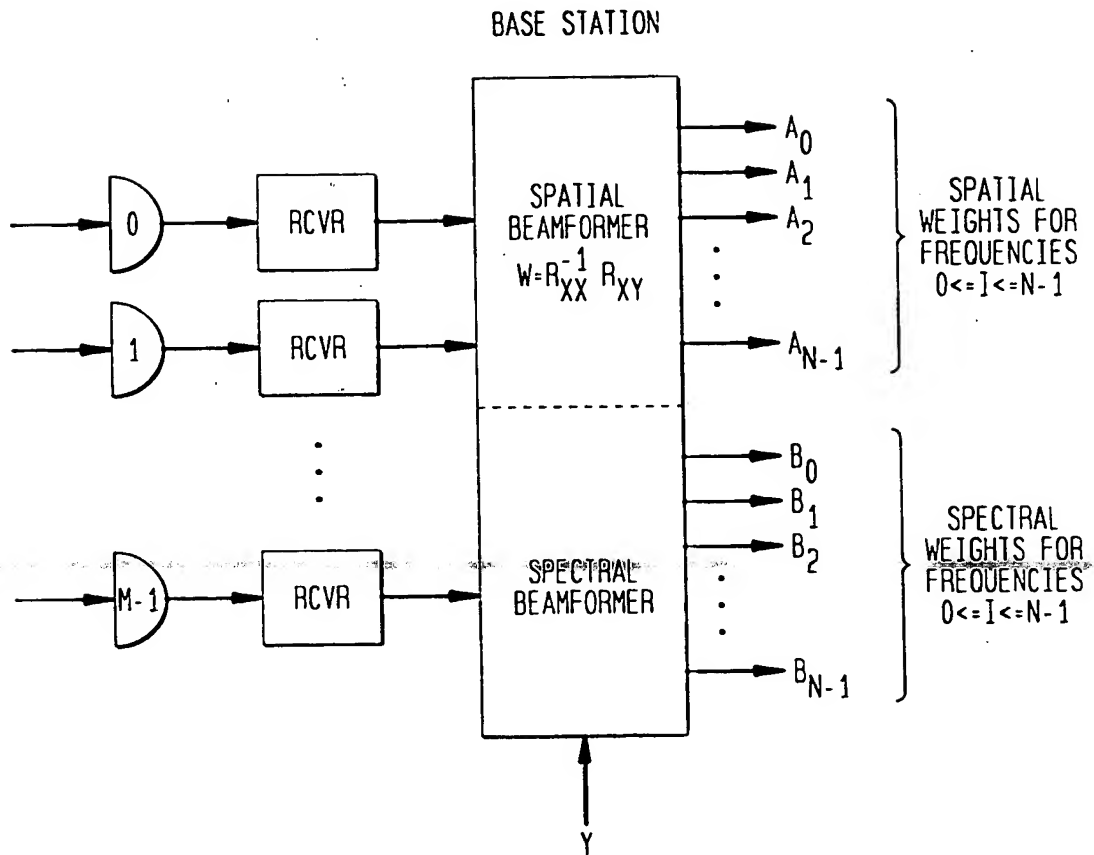 BASE STATION
0
RCVR
1
RCVR
M-1
RCVR
SPATIAL
BEAMFORMER
W=R_XX^-1 R_XY
SPECTRAL
BEAMFORMER
A_0
A_1
A_2
A_N-1
SPATIAL
WEIGHTS FOR
FREQUENCIES
0<=I<=N-1
B_0
B_1
B_2
B_N-1
SPECTRAL
WEIGHTS FOR
FREQUENCIES
0<=I<=N-1
Y